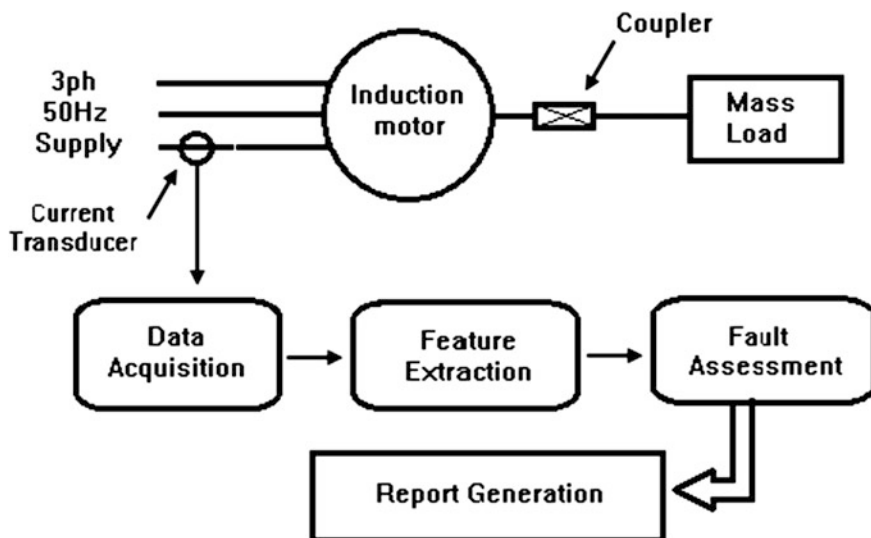 Coupler
3ph
50Hz
Supply
Induction
motor
Mass
Load
Current
Transducer
Data
Acquisition
Feature
Extraction
Fault
Assessment
Report Generation